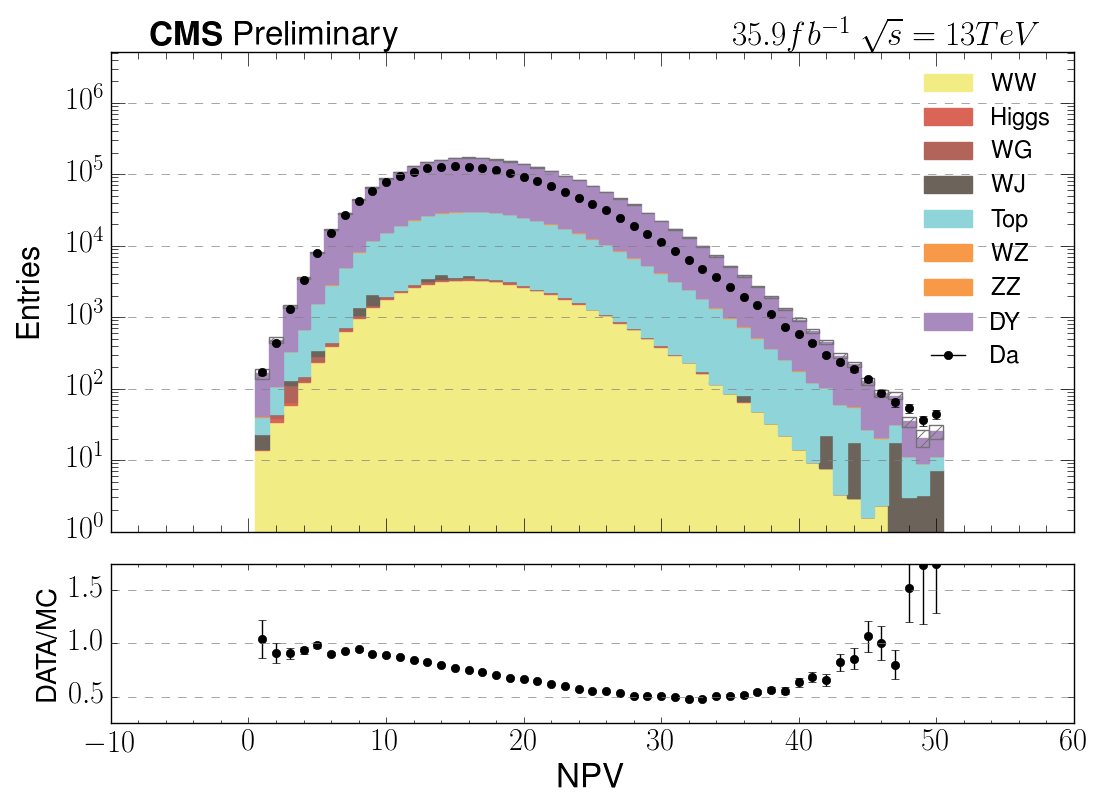 CMS Preliminary 35.9fb⁻¹ √s = 13TeV
10⁶
10⁵
10⁴
10³
10²
10¹
10⁰
Entries
WW
Higgs
WG
WJ
Top
WZ
ZZ
DY
Da
1.5
1.0
0.5
DATA/MC
−10 0 10 20 30 40 50 60
NPV